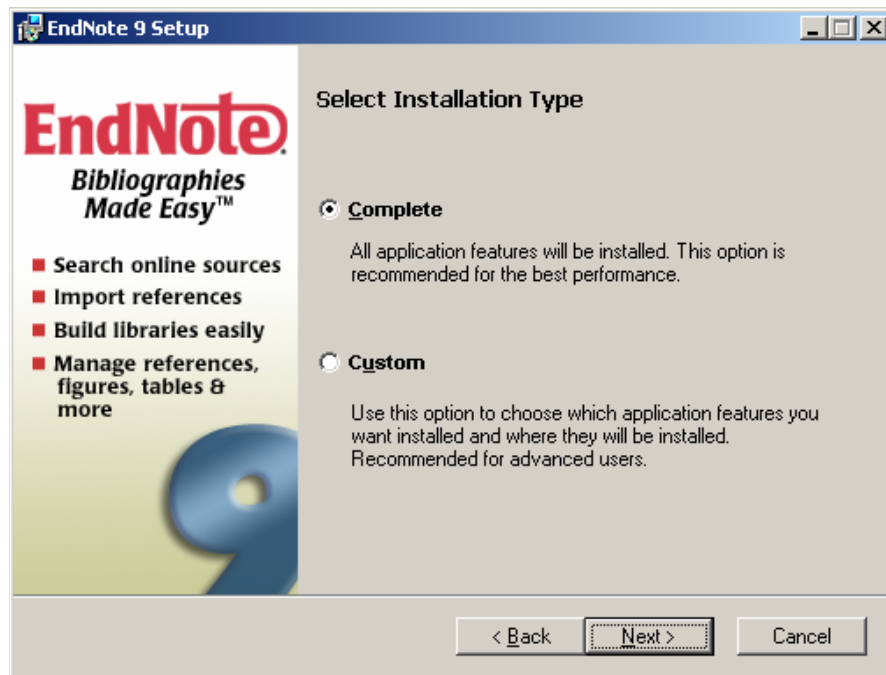 EndNote 9 Setup
EndNote.
Bibliographies
Made Easy™
Search online sources
Import references
Build libraries easily
Manage references,
figures, tables &
more
9
Select Installation Type
Complete
All application features will be installed. This option is
recommended for the best performance.
Custom
Use this option to choose which application features you
want installed and where they will be installed.
Recommended for advanced users.
< Back
Next >
Cancel